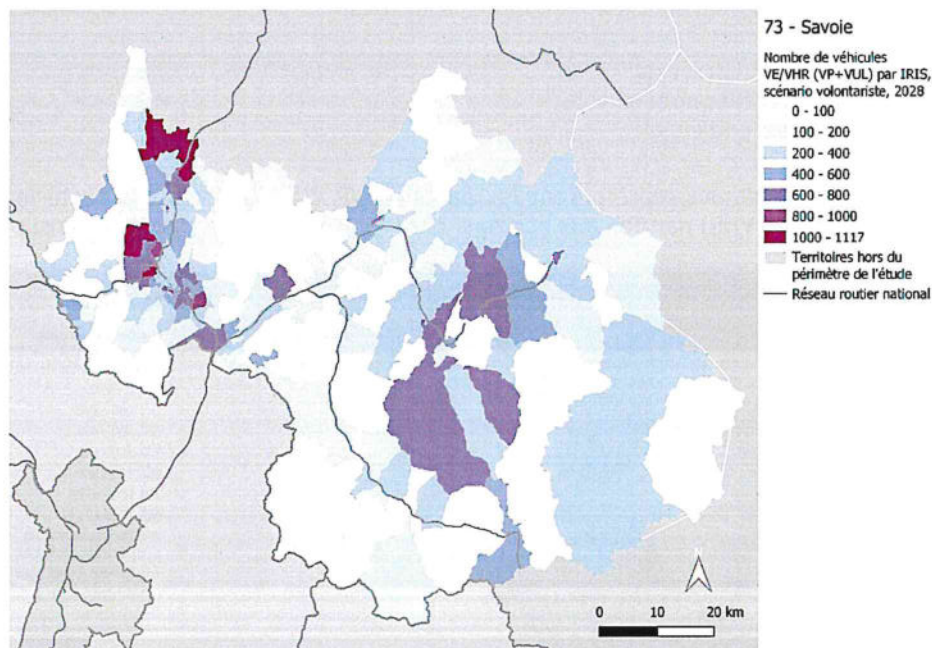 73 - Savoie
Nombre de véhicules
VE/VHR (VP+VUL) par IRIS,
scénario volontariste, 2028
0 - 100
100 - 200
200 - 400
400 - 600
600 - 800
800 - 1000
1000 - 1117
Territoires hors du
périmètre de l'étude
Réseau routier national
0 10 20 km